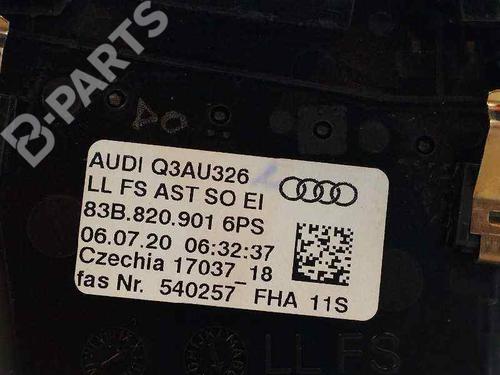 B-PARTS
AUDI Q3AU326
LL FS AST SO EI
83B.820.901 6PS
06.07.20 06:32:37
Czechia 17037_18
fas Nr. 540257 FHA 11S
LL FS